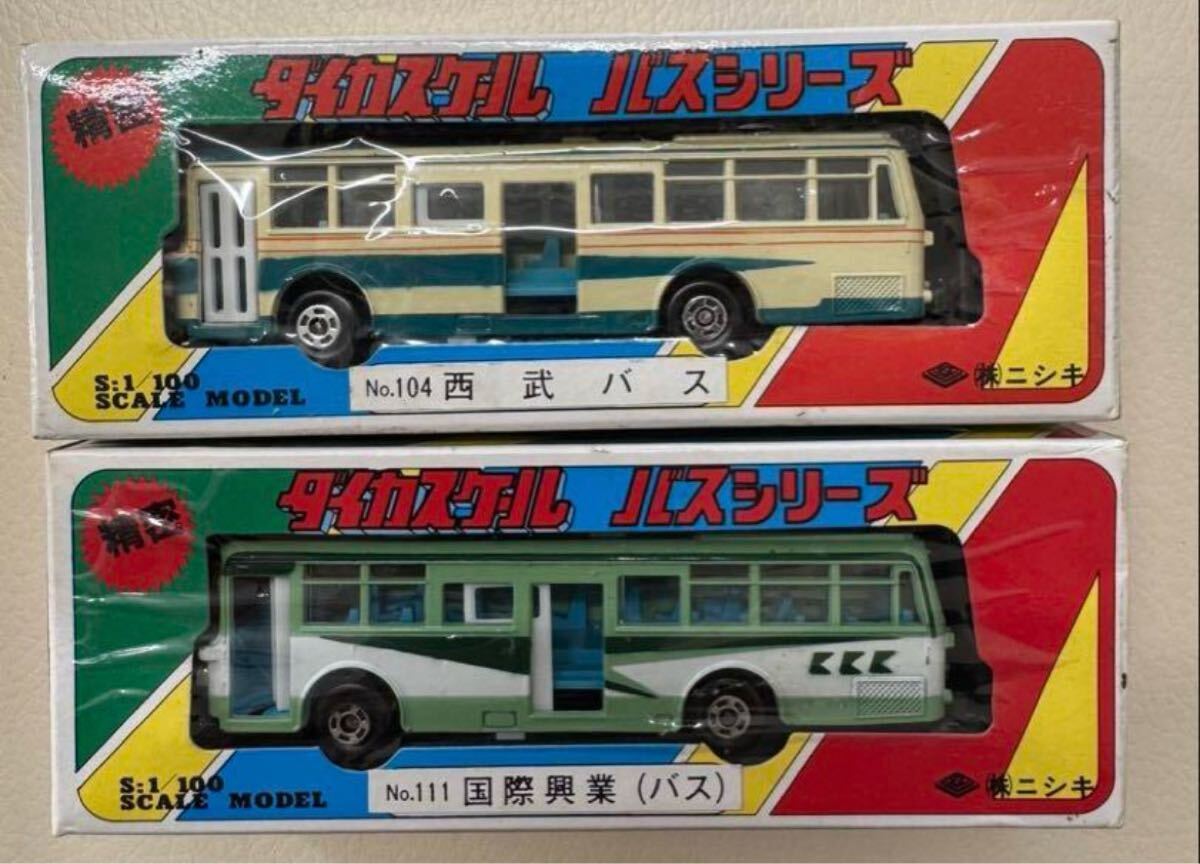 ダイカスケール バスシリーズ
精密
S:1/100
SCALE MODEL
No.104 西武バス
㈱ニシキ
ダイカスケール バスシリーズ
精密
KKK
S:1/100
SCALE MODEL
No.111 国際興業(バス)
㈱ニシキ